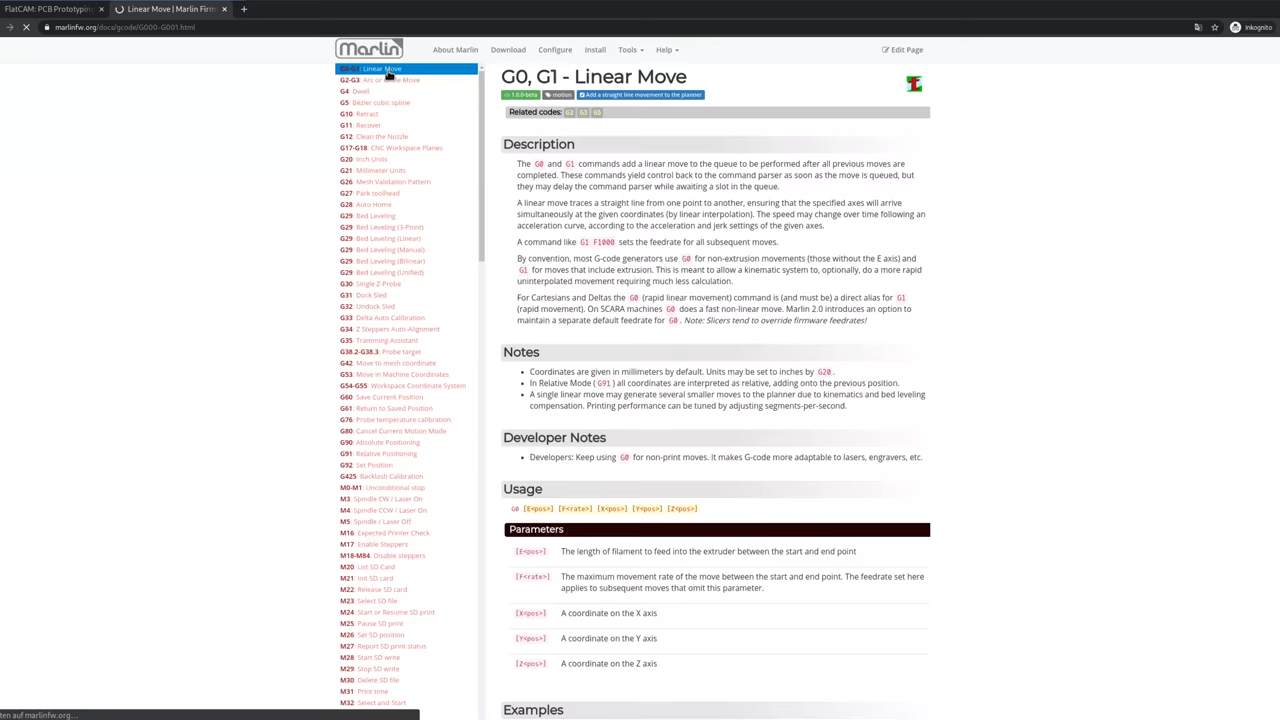 FlatCAM: PCB Prototyping
Linear Move | Marlin Firm
marlinfw.org/docs/gcode/G000-G001.html
Inkognito
Marlin
About Marlin
Download
Configure
Install
Tools
Help
Edit Page
G0-G1: Linear Move
G2-G3: Arc or Move
G4: Dwell
G5: Bézier cubic spline
G10: Retract
G11: Recover
G12: Clean the Nozzle
G17-G18: CNC Workspace Planes
G20: Inch Units
G21: Millimeter Units
G26: Mesh Validation Pattern
G27: Park toolhead
G28: Auto Home
G29: Bed Leveling
G29: Bed Leveling (3-Point)
G29: Bed Leveling (Linear)
G29: Bed Leveling (Manual)
G29: Bed Leveling (Bilinear)
G29: Bed Leveling (Unified)
G30: Single Z-Probe
G31: Dock Sled
G32: Undock Sled
G33: Delta Auto Calibration
G34: Z Steppers Auto-Alignment
G35: Tramming Assistant
G38.2-G38.3: Probe target
G42: Move to mesh coordinate
G53: Move in Machine Coordinates
G54-G55: Workspace Coordinate System
G60: Save Current Position
G61: Return to Saved Position
G76: Probe temperature calibration
G80: Cancel Current Motion Mode
G90: Absolute Positioning
G91: Relative Positioning
G92: Set Position
G425: Backlash Calibration
M0-M1: Unconditional stop
M3: Spindle CW / Laser On
M4: Spindle CCW / Laser On
M5: Spindle / Laser Off
M16: Expected Printer Check
M17: Enable Steppers
M18-M84: Disable steppers
M20: List SD Card
M21: Init SD card
M22: Release SD card
M23: Select SD file
M24: Start or Resume SD print
M25: Pause SD print
M26: Set SD position
M27: Report SD print status
M28: Start SD write
M29: Stop SD write
M30: Delete SD file
M31: Print time
M32: Select and Start
G0, G1 - Linear Move
1.0.0-beta
motion
Add a straight line movement to the planner
Related codes: G2 G3 G5
Description
The G0 and G1 commands add a linear move to the queue to be performed after all previous moves are
completed. These commands yield control back to the command parser as soon as the move is queued, but
they may delay the command parser while awaiting a slot in the queue.
A linear move traces a straight line from one point to another, ensuring that the specified axes will arrive
simultaneously at the given coordinates (by linear interpolation). The speed may change over time following an
acceleration curve, according to the acceleration and jerk settings of the given axes.
A command like G1 F1000 sets the feedrate for all subsequent moves.
By convention, most G-code generators use G0 for non-extrusion movements (those without the E axis) and
G1 for moves that include extrusion. This is meant to allow a kinematic system to, optionally, do a more rapid
uninterpolated movement requiring much less calculation.
For Cartesians and Deltas the G0 (rapid linear movement) command is (and must be) a direct alias for G1
(rapid movement). On SCARA machines G0 does a fast non-linear move. Marlin 2.0 introduces an option to
maintain a separate default feedrate for G0. Note: Slicers tend to override firmware feedrates!
Notes
• Coordinates are given in millimeters by default. Units may be set to inches by G20.
• In Relative Mode (G91) all coordinates are interpreted as relative, adding onto the previous position.
• A single linear move may generate several smaller moves to the planner due to kinematics and bed leveling
compensation. Printing performance can be tuned by adjusting segments-per-second.
Developer Notes
• Developers: Keep using G0 for non-print moves. It makes G-code more adaptable to lasers, engravers, etc.
Usage
G0 [E<pos>] [F<rate>] [X<pos>] [Y<pos>] [Z<pos>]
Parameters
[E<pos>] The length of filament to feed into the extruder between the start and end point
[F<rate>] The maximum movement rate of the move between the start and end point. The feedrate set here
applies to subsequent moves that omit this parameter.
[X<pos>] A coordinate on the X axis
[Y<pos>] A coordinate on the Y axis
[Z<pos>] A coordinate on the Z axis
Examples
ten auf marlinfw.org...